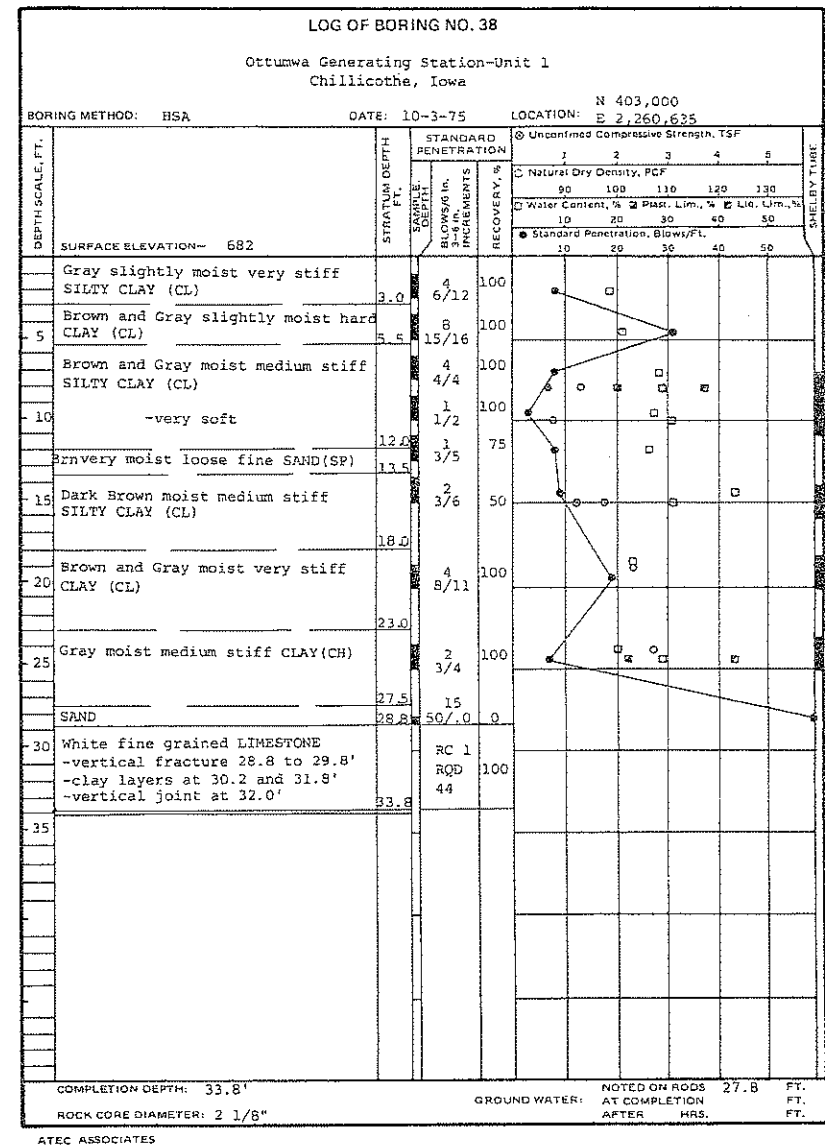 LOG OF BORING NO. 38
Ottumwa Generating Station-Unit 1
Chillicothe, Iowa
BORING METHOD: HSA DATE: 10-3-75 LOCATION: N 403,000
E 2,260,635
DEPTH SCALE, FT.
SURFACE ELEVATION- 682
STRATUM DEPTH FT.
STANDARD PENETRATION
SAMPLE DEPTH
BLOWS/6 In.
3-6 in.
INCREMENTS
RECOVERY, %
Unconfined Compressive Strength, TSF
1 2 3 4 5
Natural Dry Density, PCF
90 100 110 120 130
Water Content, % Plast. Lim., % Liq. Lim., %
10 20 30 40 50
Standard Penetration, Blows/Ft.
10 20 30 40 50
SHELBY TUBE
Gray slightly moist very stiff
SILTY CLAY (CL)
3.0
4
6/12
100
Brown and Gray slightly moist hard
5 CLAY (CL)
5.5
8
15/16
100
Brown and Gray moist medium stiff
SILTY CLAY (CL)
4
4/4
100
10 -very soft
12.0
1
1/2
100
Brnvery moist loose fine SAND(SP)
13.5
1
3/5
75
15 Dark Brown moist medium stiff
SILTY CLAY (CL)
18.0
2
3/6
50
Brown and Gray moist very stiff
20 CLAY (CL)
23.0
4
8/11
100
Gray moist medium stiff CLAY(CH)
25
27.5
2
3/4
100
SAND
28.8
15
50/.0
0
30 White fine grained LIMESTONE
-vertical fracture 28.8 to 29.8'
-clay layers at 30.2 and 31.8'
-vertical joint at 32.0'
33.8
RC 1
RQD
44
100
35
COMPLETION DEPTH: 33.8'
ROCK CORE DIAMETER: 2 1/8"
GROUND WATER: NOTED ON RODS 27.8 FT.
AT COMPLETION FT.
AFTER HRS. FT.
ATEC ASSOCIATES